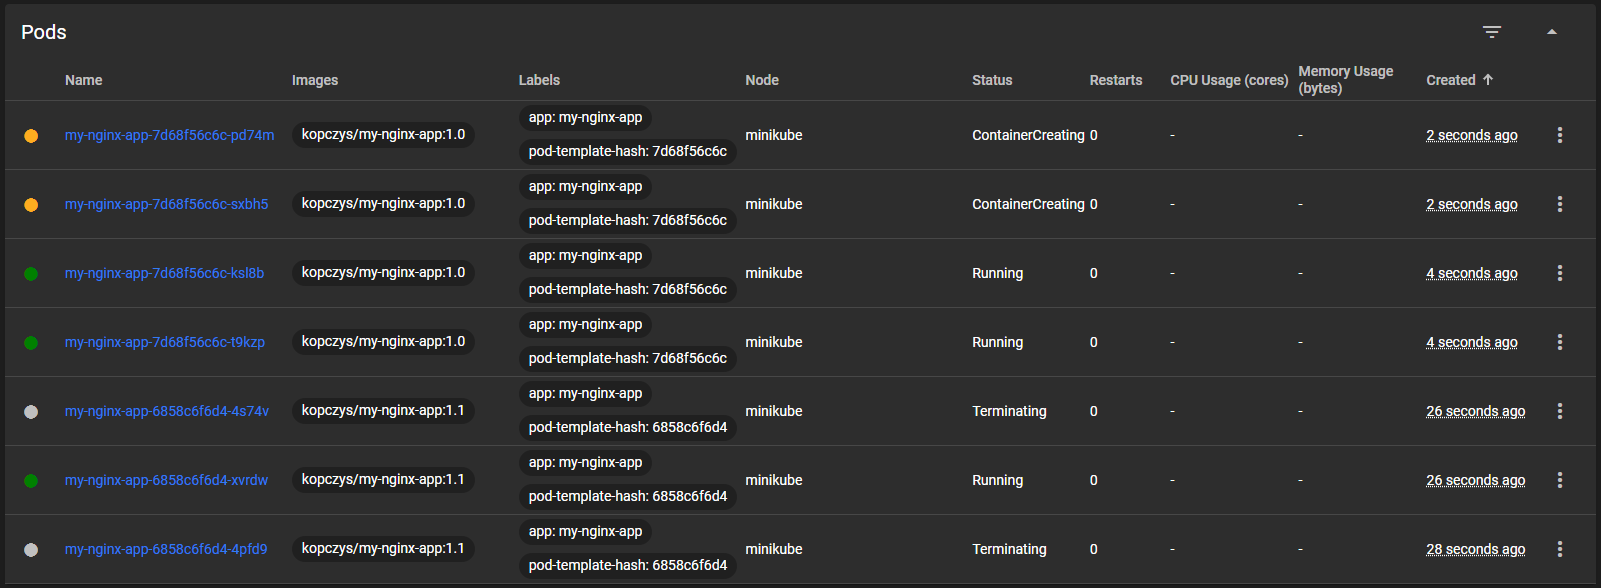 Pods
Name Images Labels Node Status Restarts CPU Usage (cores) Memory Usage (bytes) Created
my-nginx-app-7d68f56c6c-pd74m kopczys/my-nginx-app:1.0 app: my-nginx-app pod-template-hash: 7d68f56c6c minikube ContainerCreating 0 - - 2 seconds ago
my-nginx-app-7d68f56c6c-sxbh5 kopczys/my-nginx-app:1.0 app: my-nginx-app pod-template-hash: 7d68f56c6c minikube ContainerCreating 0 - - 2 seconds ago
my-nginx-app-7d68f56c6c-ksl8b kopczys/my-nginx-app:1.0 app: my-nginx-app pod-template-hash: 7d68f56c6c minikube Running 0 - - 4 seconds ago
my-nginx-app-7d68f56c6c-t9kzp kopczys/my-nginx-app:1.0 app: my-nginx-app pod-template-hash: 7d68f56c6c minikube Running 0 - - 4 seconds ago
my-nginx-app-6858c6f6d4-4s74v kopczys/my-nginx-app:1.1 app: my-nginx-app pod-template-hash: 6858c6f6d4 minikube Terminating 0 - - 26 seconds ago
my-nginx-app-6858c6f6d4-xvrdw kopczys/my-nginx-app:1.1 app: my-nginx-app pod-template-hash: 6858c6f6d4 minikube Running 0 - - 26 seconds ago
my-nginx-app-6858c6f6d4-4pfd9 kopczys/my-nginx-app:1.1 app: my-nginx-app pod-template-hash: 6858c6f6d4 minikube Terminating 0 - - 28 seconds ago